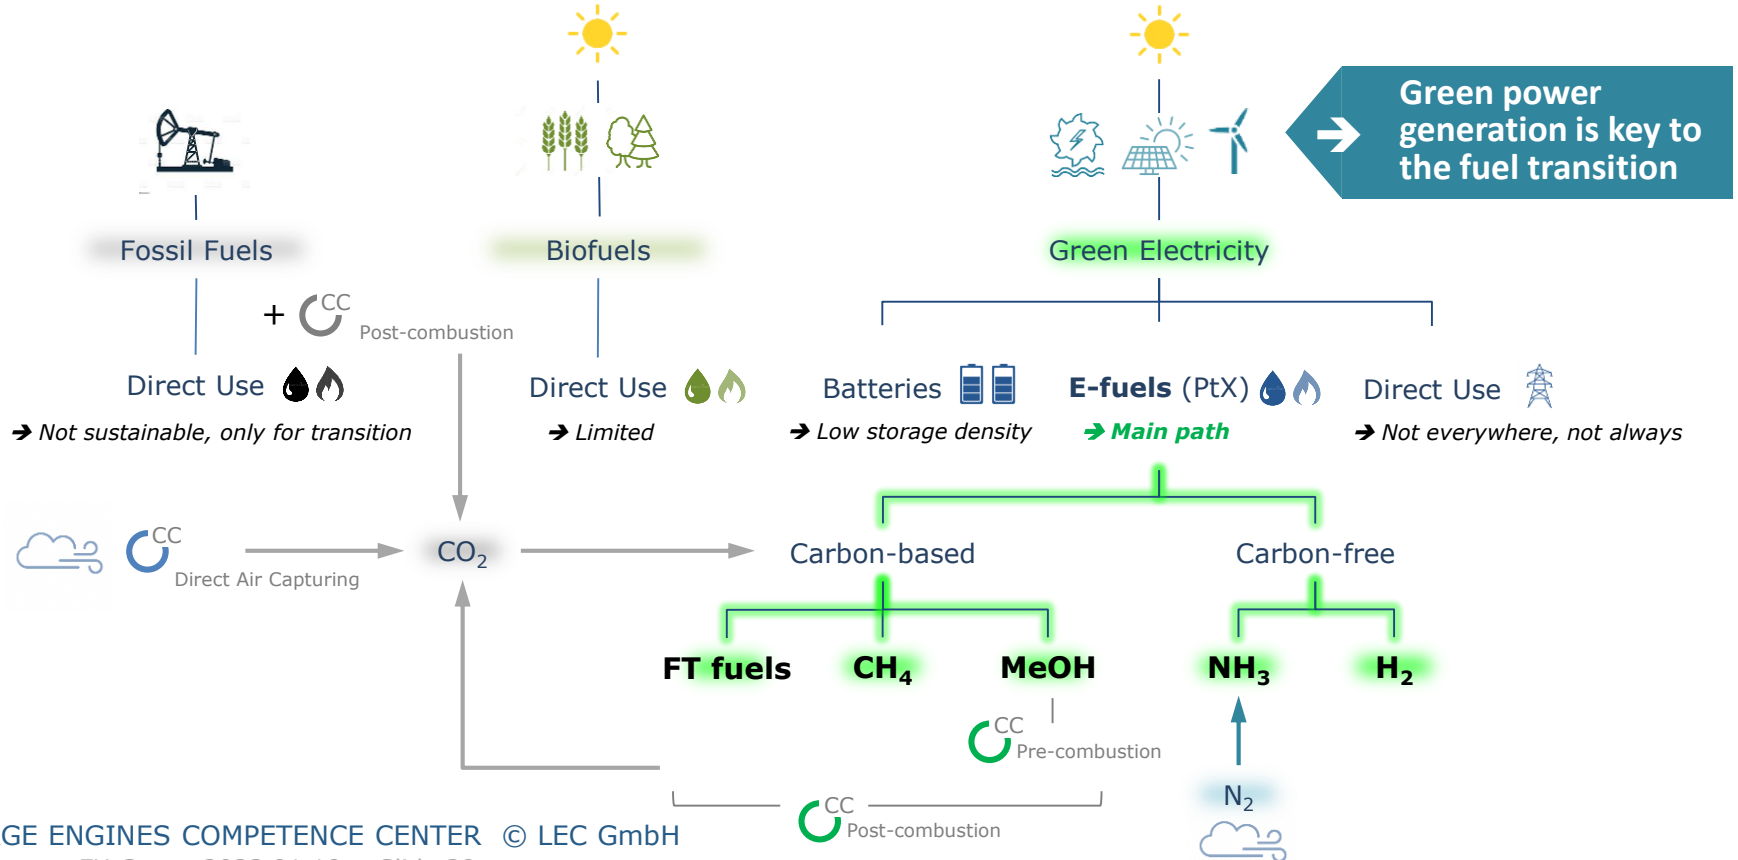 Green power
generation is key to
the fuel transition
Fossil Fuels
Biofuels
Green Electricity
+ CC
Post-combustion
Direct Use
Direct Use
Batteries
E-fuels (PtX)
Direct Use
➔ Not sustainable, only for transition
➔ Limited
➔ Low storage density
➔ Main path
➔ Not everywhere, not always
CC
Direct Air Capturing
CO₂
Carbon-based
Carbon-free
FT fuels
CH₄
MeOH
NH₃
H₂
CC
Pre-combustion
N₂
CC
Post-combustion
GE ENGINES COMPETENCE CENTER © LEC GmbH